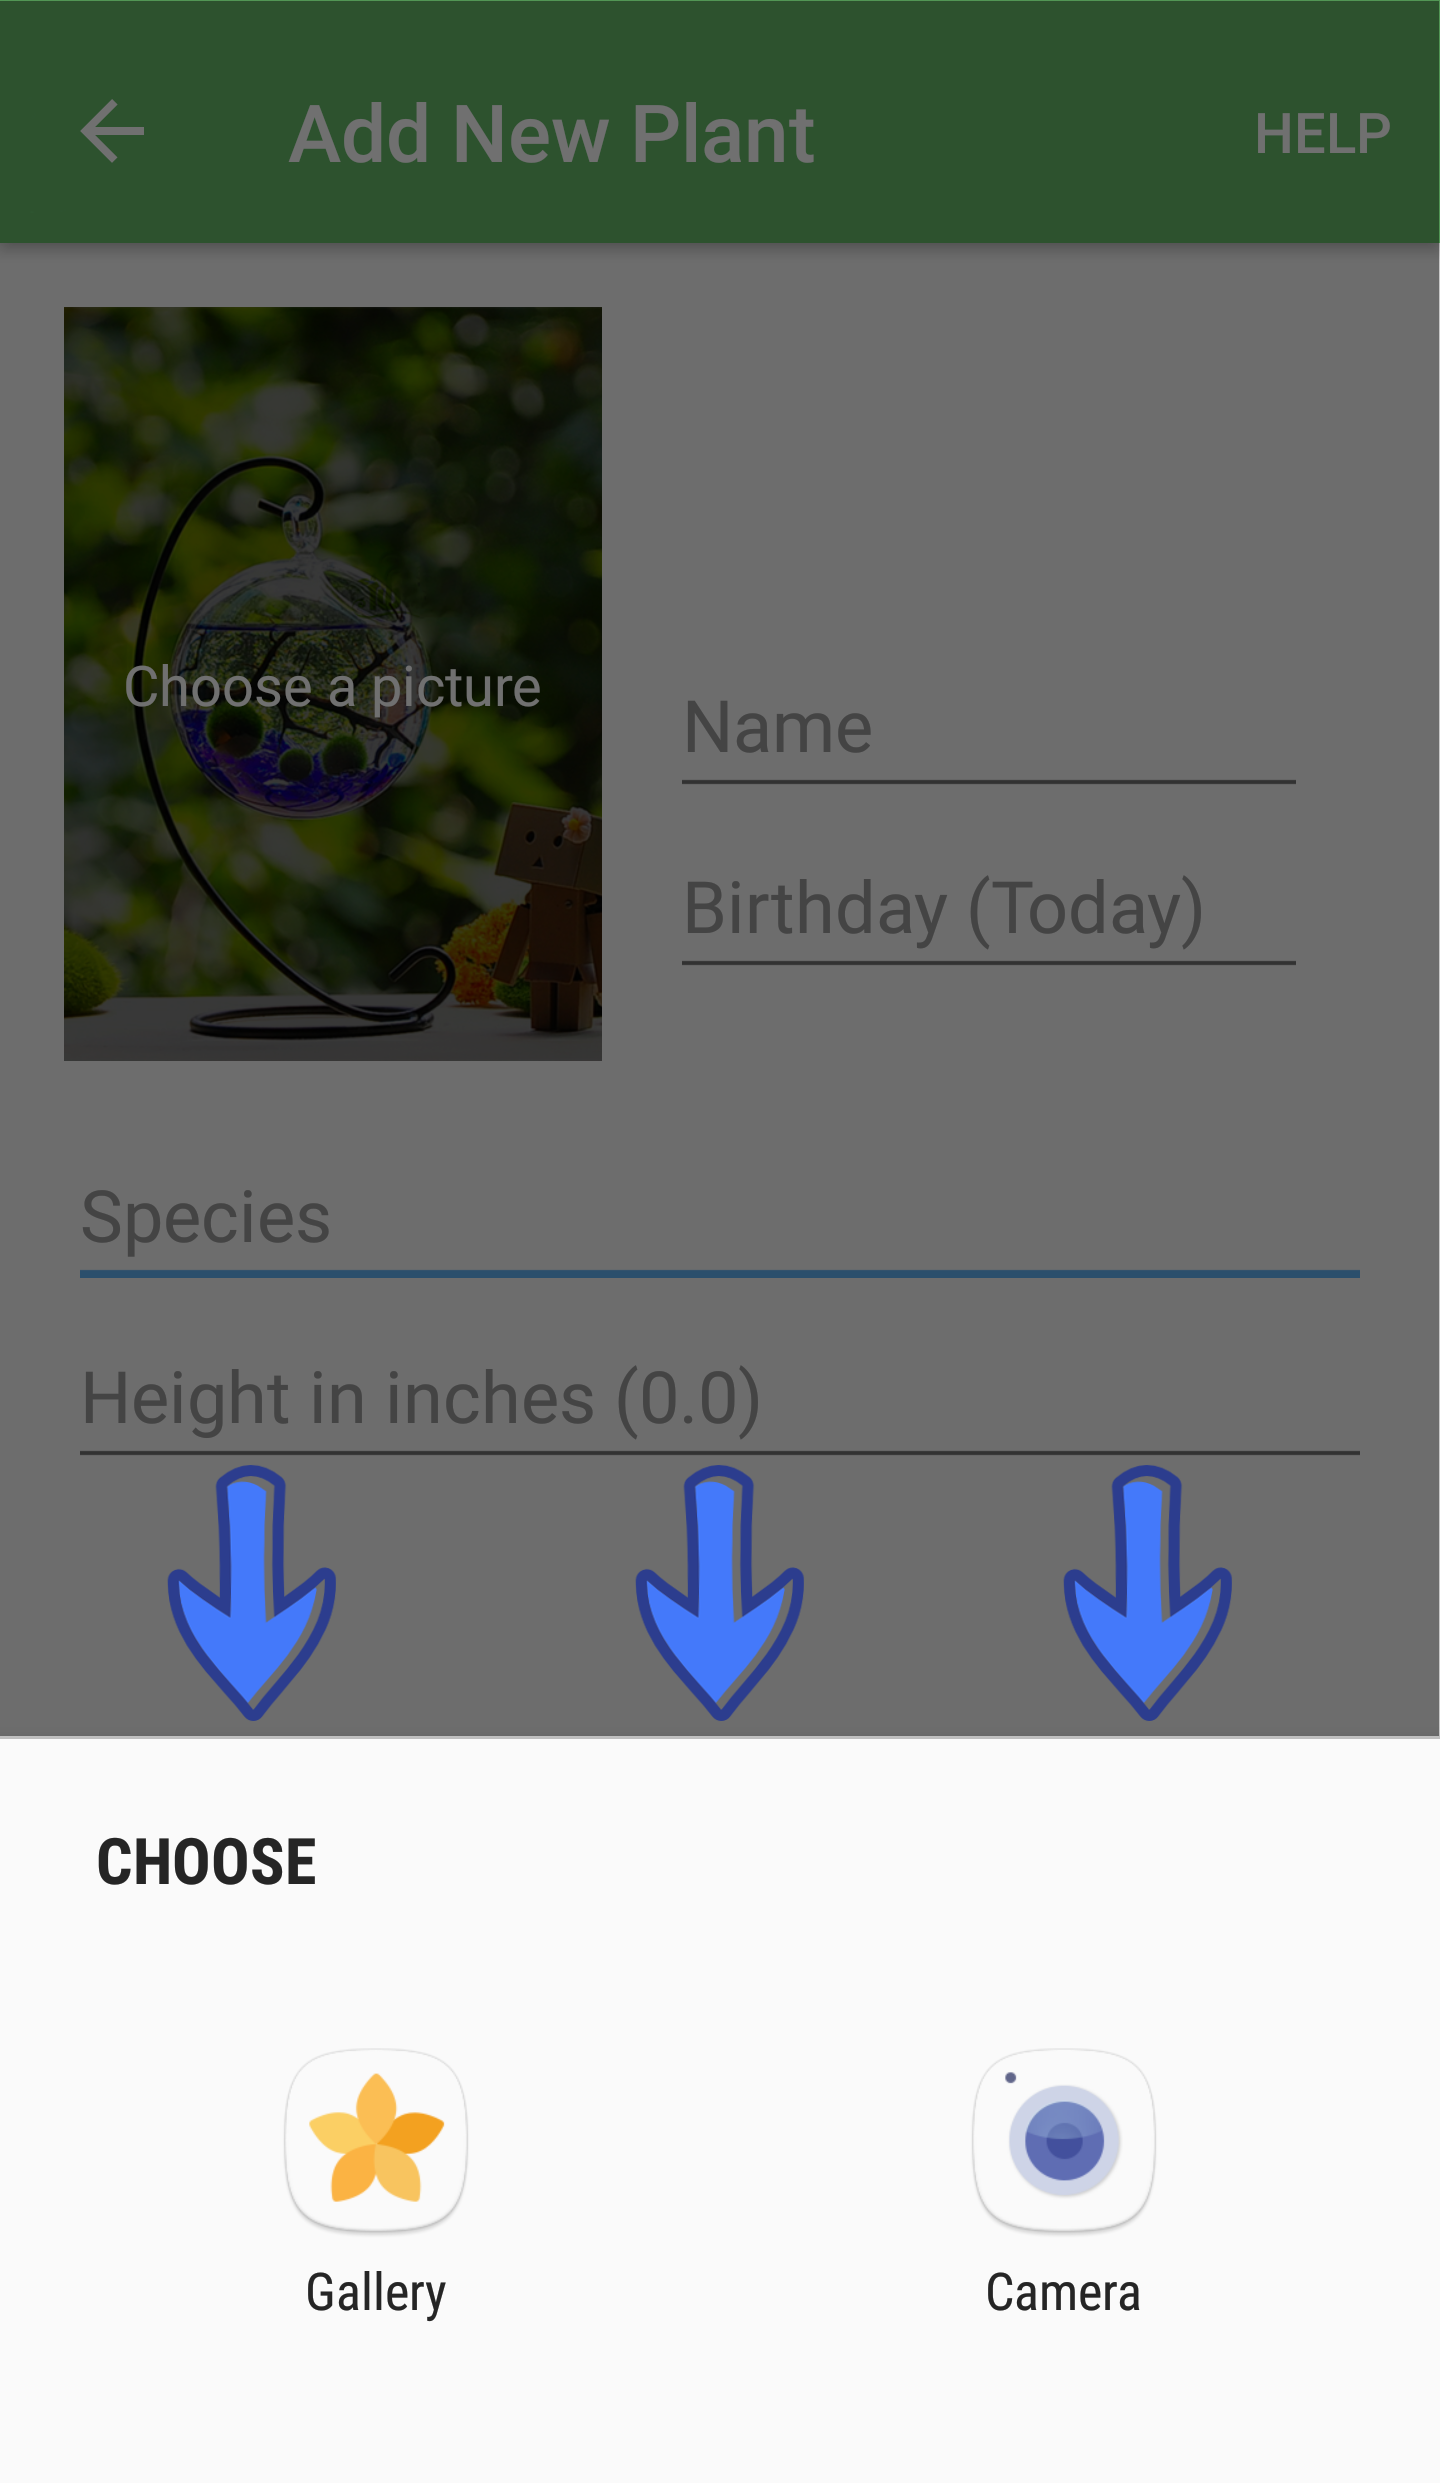 Add New Plant
HELP
Choose a picture
Name
Birthday (Today)
Species
Height in inches (0.0)
CHOOSE
Gallery
Camera